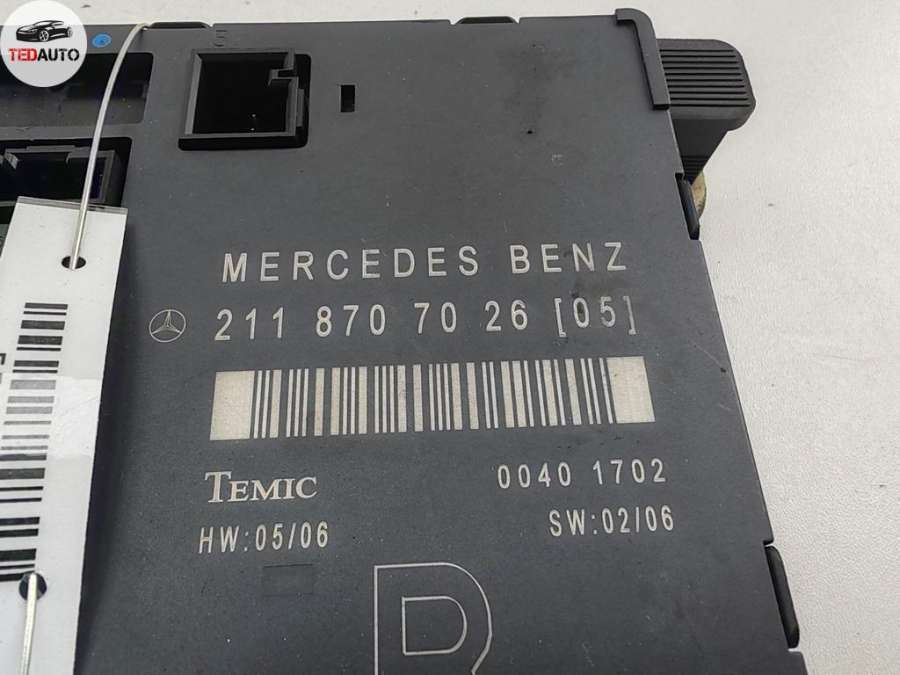 TEDAUTO
MERCEDES BENZ
211 870 70 26 [05]
TEMIC
0040 1702
HW:05/06
SW:02/06
R